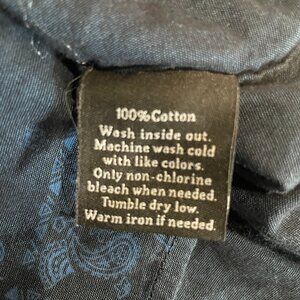 100% Cotton
Wash inside out.
Machine wash cold
with like colors.
Only non-chlorine
bleach when needed.
Tumble dry low.
Warm iron if needed.